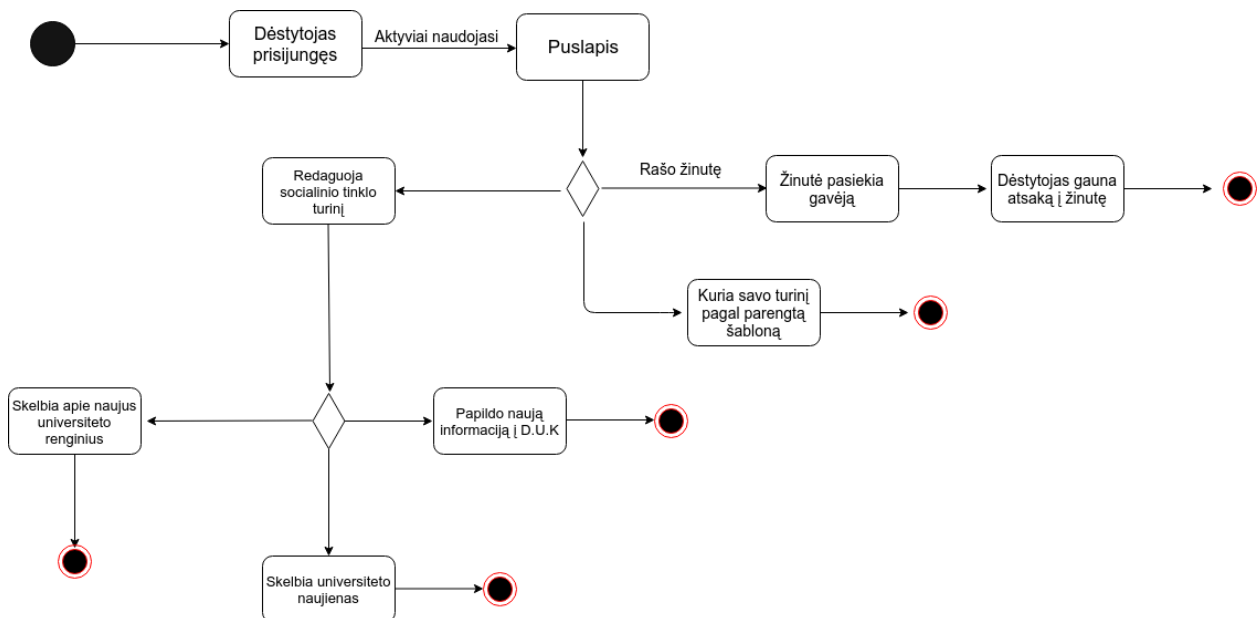 Dėstytojas
prisijungęs
Aktyviai naudojasi
Puslapis
Redaguoja
socialinio tinklo
turinį
Rašo žinutę
Žinutė pasiekia
gavėją
Dėstytojas gauna
atsaką į žinutę
Kuria savo turinį
pagal parengtą
šabloną
Skelbia apie naujus
universiteto
renginius
Papildo naują
informaciją į D.U.K
Skelbia universiteto
naujienas